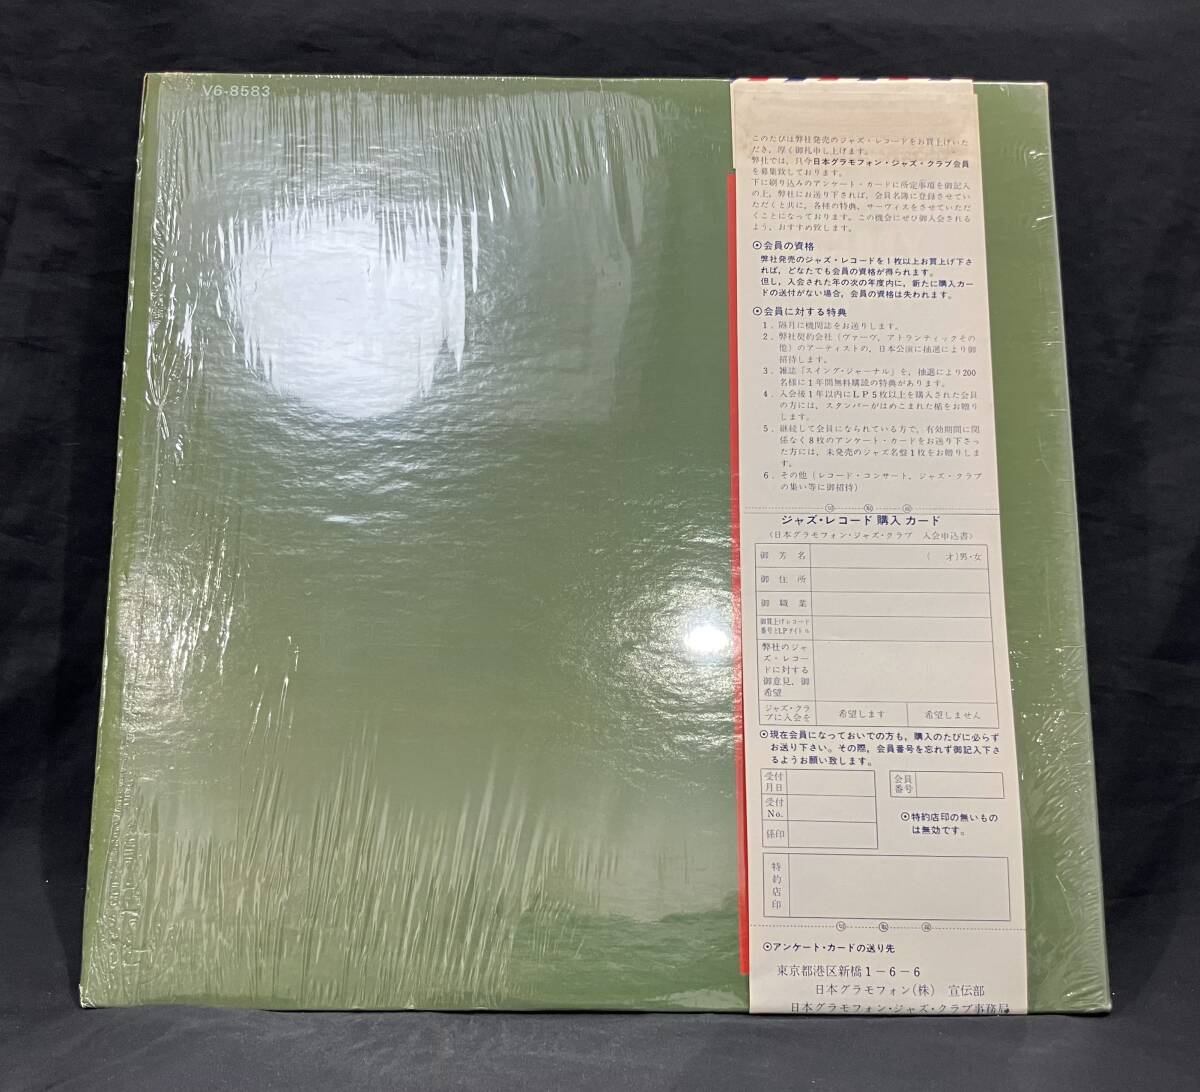 V6-8583
このたびは弊社発売のジャズ・レコードをお買上げいた
だき、厚く御礼申し上げます。
弊社では、只今日本グラモフォン・ジャズ・クラブ会員
を募集致しております。
下に刷り込みのアンケート・カードに所定事項を御記入
の上、弊社にお送り下されば、会員名簿に登録させてい
ただくと共に、各種の特典、サーヴィスをさせていただ
くことになっております。この機会にぜひ御入会される
よう、おすすめ致します。
⊙会員の資格
弊社発売のジャズ・レコードを1枚以上お買上げ下さ
れば、どなたでも会員の資格が得られます。
但し、入会された年の次の年度内に、新たに購入カー
ドの送付がない場合、会員の資格は失われます。
⊙会員に対する特典
1. 隔月に機関誌をお送りします。
2. 弊社契約会社（ヴァーヴ、アトランティックその
他）のアーティストの、日本公演に抽選により御
招待します。
3. 雑誌「スイング・ジャーナル」を、抽選により200
名様に1年間無料購読の特典があります。
4. 入会後1年以内にLP5枚以上を購入された会員
の方には、スタンパーがはめこまれた楯をお贈り
します。
5. 継続して会員になられている方で、有効期間に関
係なく8枚のアンケート・カードをお送り下さっ
た方には、未発売のジャズ名盤1枚をお贈りしま
す。
6. その他（レコード・コンサート、ジャズ・クラブ
の集い等に御招待）
切 取 線
ジャズ・レコード 購入 カード
（日本グラモフォン・ジャズ・クラブ 入会申込書）
御芳名 （ 才）男・女
御住所
御職業
御買上げレコード
番号とLPタイトル
弊社のジャ
ズ・レコー
ドに対する
御意見、御
希望
ジャズ・クラ
ブに入会を 希望します 希望しません
⊙現在会員になっておいでの方も、購入のたびに必らず
お送り下さい。その際、会員番号を忘れず御記入下さ
るようお願い致します。
受付
月日
会員
番号
受付
No.
係印
⊙特約店印の無いもの
は無効です。
特
約
店
印
切 取 線
⊙アンケート・カードの送り先
東京都港区新橋1-6-6
日本グラモフォン(株) 宣伝部
日本グラモフォン・ジャズ・クラブ事務局